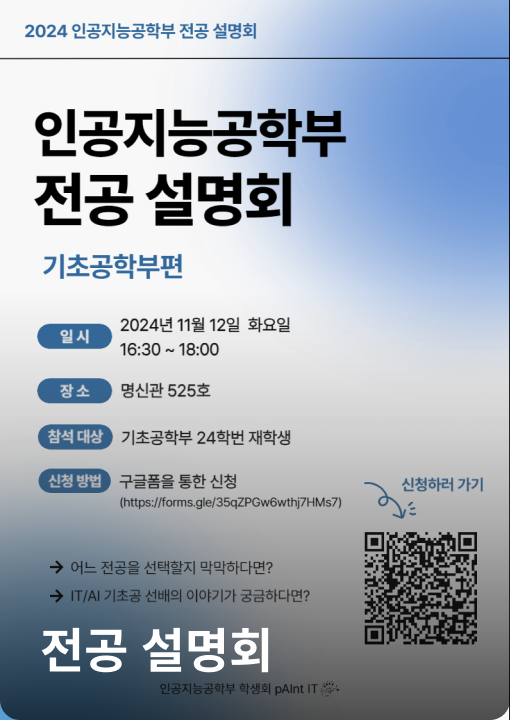 2024 인공지능공학부 전공 설명회
인공지능공학부
전공 설명회
기초공학부편
일 시
2024년 11월 12일 화요일
16:30 ~ 18:00
장 소
명신관 525호
참석 대상
기초공학부 24학번 재학생
신청 방법
구글폼을 통한 신청
(https://forms.gle/35qZPGw6wthj7HMs7)
신청하러 가기
→ 어느 전공을 선택할지 막막하다면?
→ IT/AI 기초공 선배의 이야기가 궁금하다면?
전공 설명회
인공지능공학부 학생회 pAInt IT